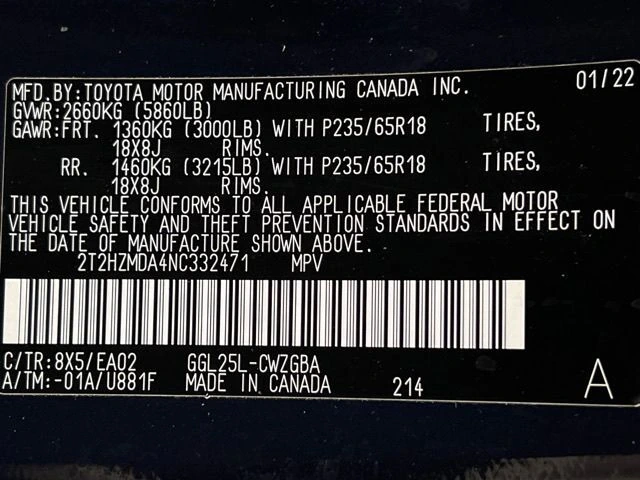 MFD.BY:TOYOTA MOTOR MANUFACTURING CANADA INC. 01/22
GVWR:2660KG (5860LB)
GAWR:FRT. 1360KG (3000LB) WITH P235/65R18 TIRES,
18X8J RIMS.
RR. 1460KG (3215LB) WITH P235/65R18 TIRES,
18X8J RIMS.
THIS VEHICLE CONFORMS TO ALL APPLICABLE FEDERAL MOTOR
VEHICLE SAFETY AND THEFT PREVENTION STANDARDS IN EFFECT ON
THE DATE OF MANUFACTURE SHOWN ABOVE.
2T2HZMDA4NC332471 MPV
C/TR:8X5/EA02 GGL25L-CWZGBA
A/TM:-01A/U881F MADE IN CANADA 214 A